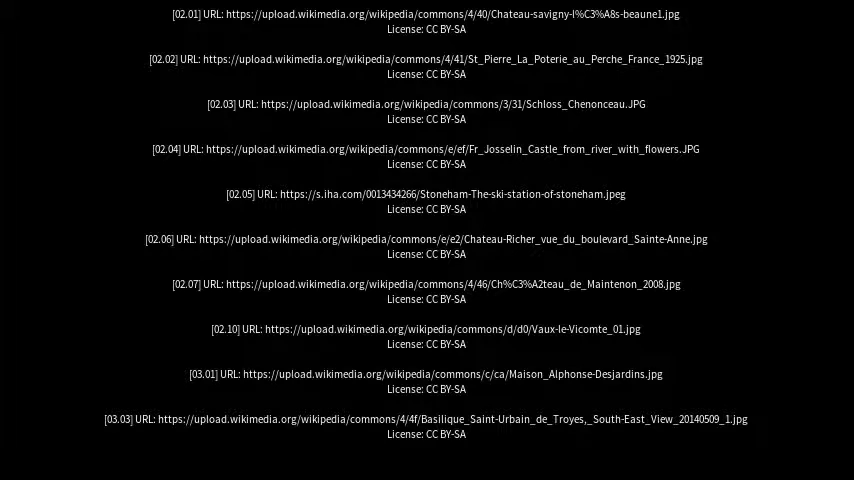 [02.01] URL: https://upload.wikimedia.org/wikipedia/commons/4/40/Chateau-savigny-l%C3%A8s-beaune1.jpg
License: CC BY-SA
[02.02] URL: https://upload.wikimedia.org/wikipedia/commons/4/41/St_Pierre_La_Poterie_au_Perche_France_1925.jpg
License: CC BY-SA
[02.03] URL: https://upload.wikimedia.org/wikipedia/commons/3/31/Schloss_Chenonceau.JPG
License: CC BY-SA
[02.04] URL: https://upload.wikimedia.org/wikipedia/commons/e/ef/Fr_Josselin_Castle_from_river_with_flowers.JPG
License: CC BY-SA
[02.05] URL: https://s.iha.com/0013434266/Stoneham-The-ski-station-of-stoneham.jpeg
License: CC BY-SA
[02.06] URL: https://upload.wikimedia.org/wikipedia/commons/e/e2/Chateau-Richer_vue_du_boulevard_Sainte-Anne.jpg
License: CC BY-SA
[02.07] URL: https://upload.wikimedia.org/wikipedia/commons/4/46/Ch%C3%A2teau_de_Maintenon_2008.jpg
License: CC BY-SA
[02.10] URL: https://upload.wikimedia.org/wikipedia/commons/d/d0/Vaux-le-Vicomte_01.jpg
License: CC BY-SA
[03.01] URL: https://upload.wikimedia.org/wikipedia/commons/c/ca/Maison_Alphonse-Desjardins.jpg
License: CC BY-SA
[03.03] URL: https://upload.wikimedia.org/wikipedia/commons/4/4f/Basilique_Saint-Urbain_de_Troyes,_South-East_View_20140509_1.jpg
License: CC BY-SA